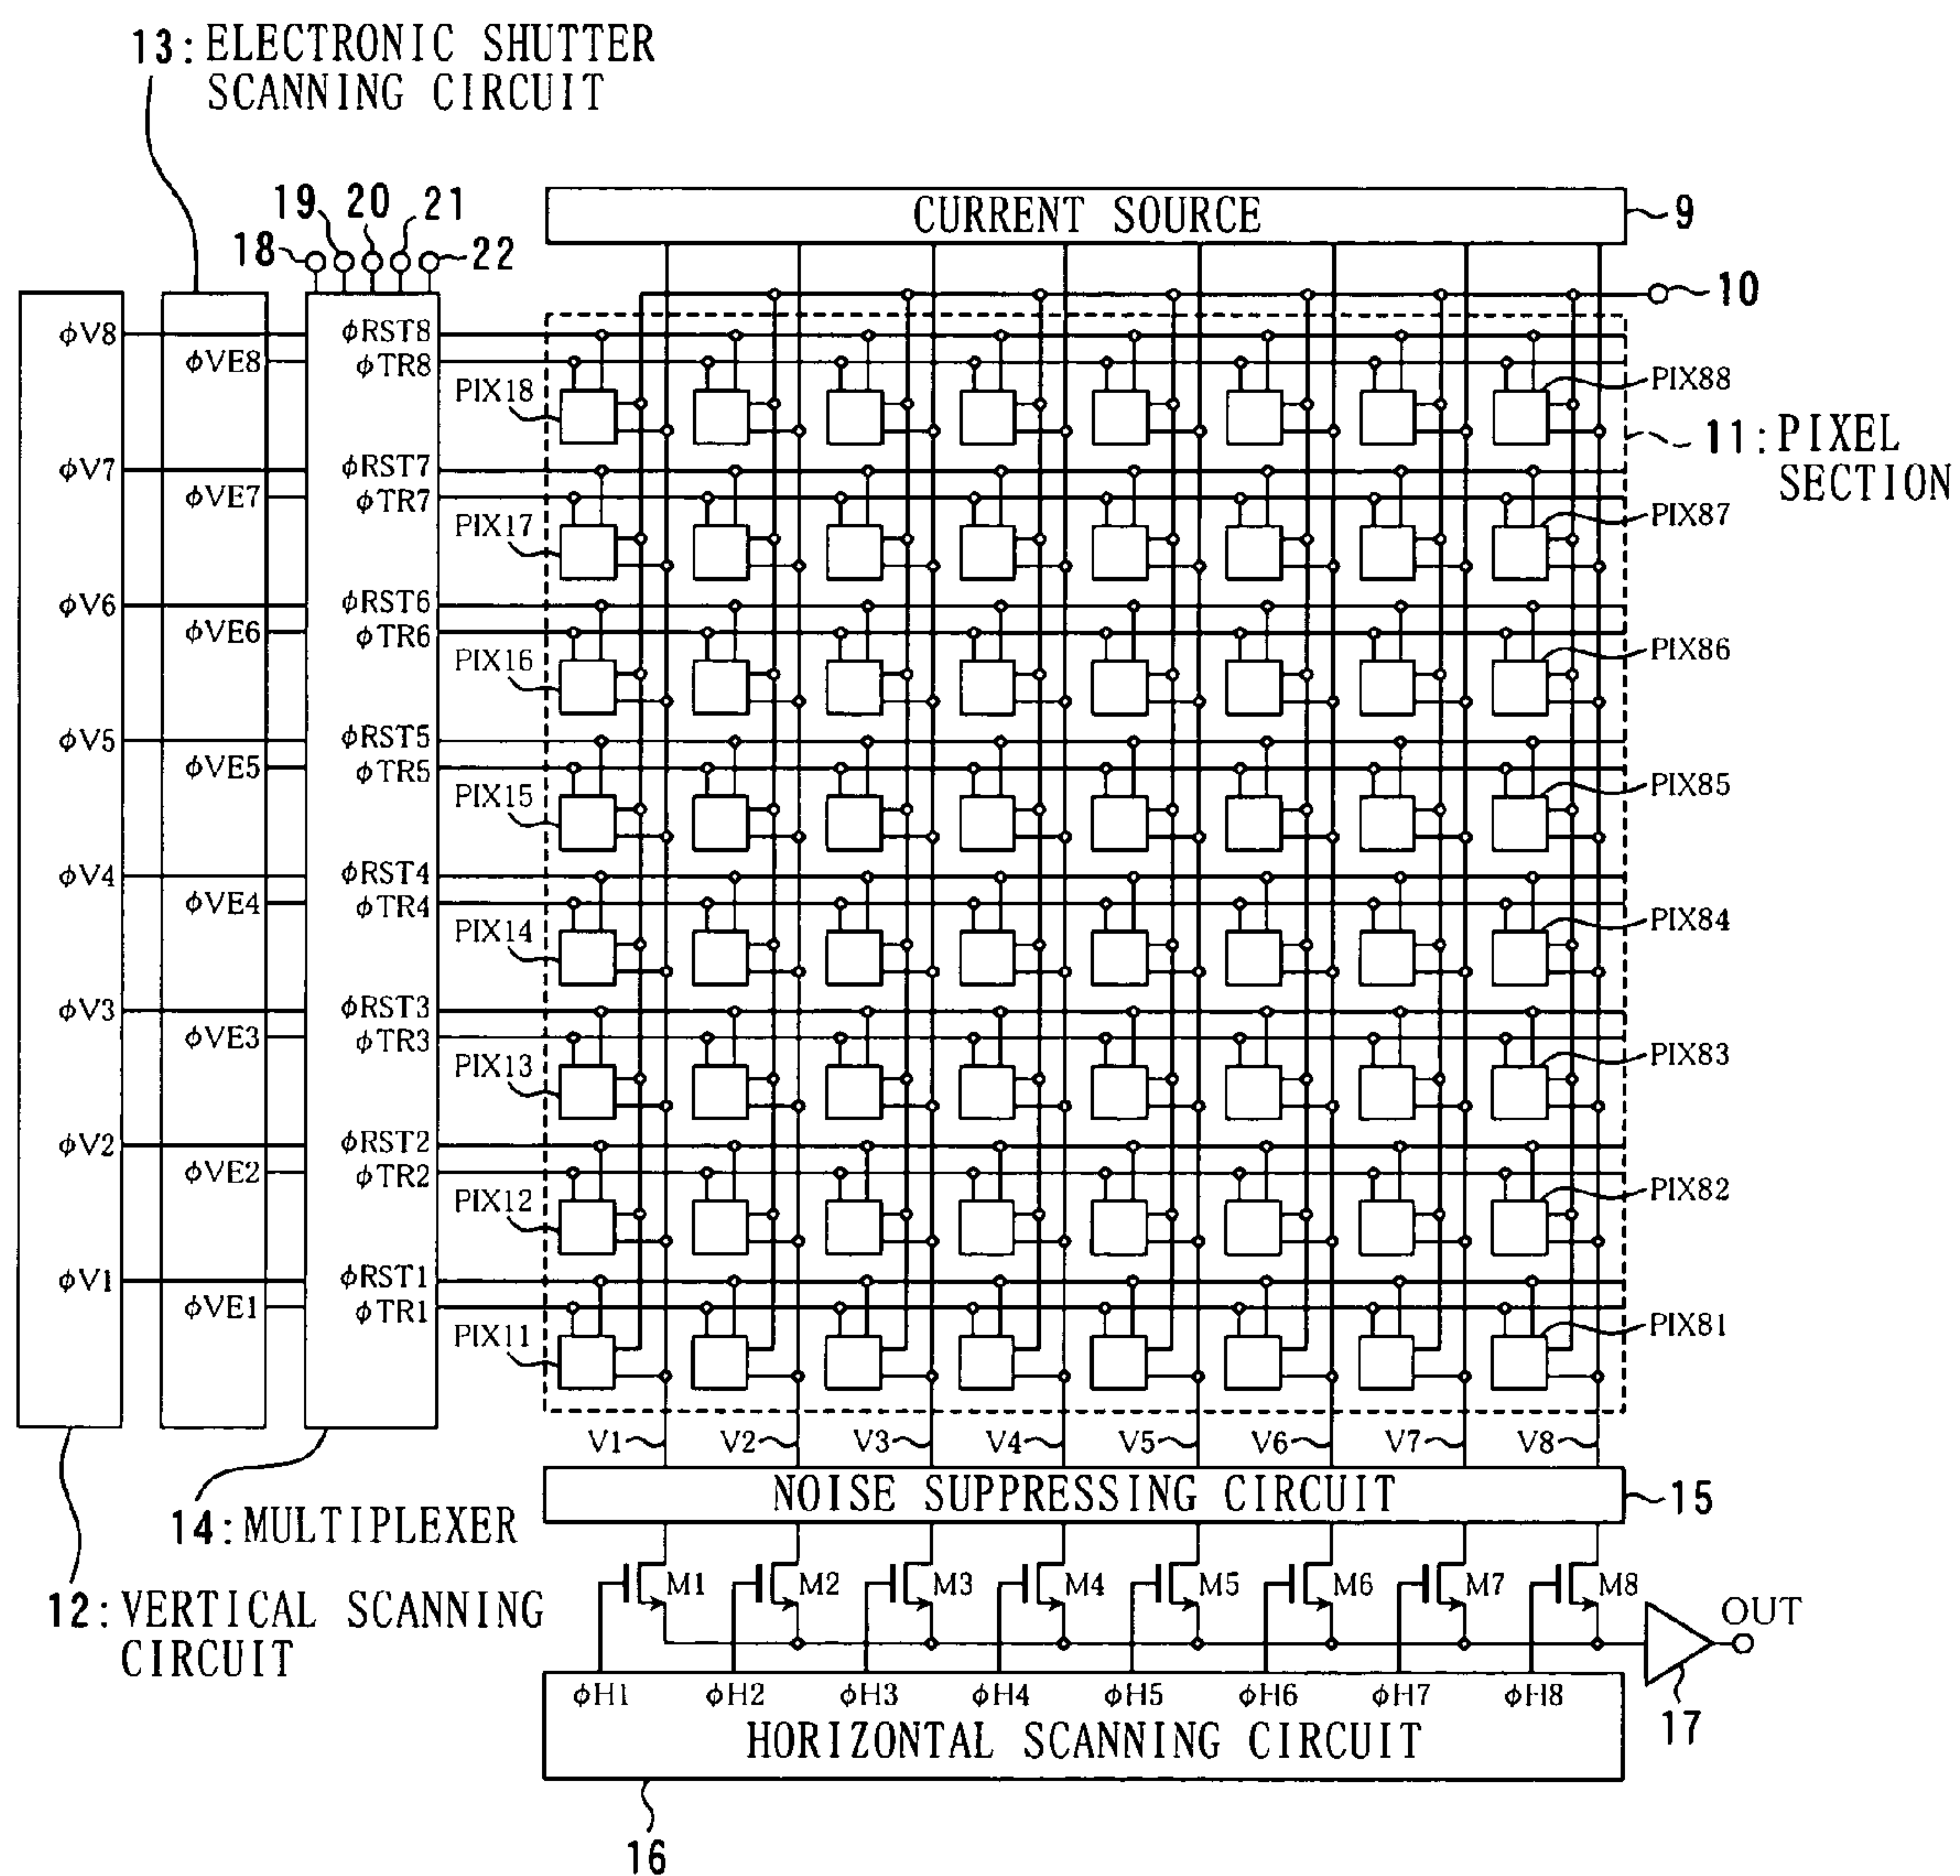 13: ELECTRONIC SHUTTER
SCANNING CIRCUIT
18 19 20 21 22
CURRENT SOURCE
9
10
φV8 φVE8 φRST8
φTR8
PIX18 PIX88
11: PIXEL
SECTION
φV7 φVE7 φRST7
φTR7
PIX17 PIX87
φV6 φVE6 φRST6
φTR6
PIX16 PIX86
φV5 φVE5 φRST5
φTR5
PIX15 PIX85
φV4 φVE4 φRST4
φTR4
PIX14 PIX84
φV3 φVE3 φRST3
φTR3
PIX13 PIX83
φV2 φVE2 φRST2
φTR2
PIX12 PIX82
φV1 φVE1 φRST1
φTR1
PIX11 PIX81
V1 V2 V3 V4 V5 V6 V7 V8
NOISE SUPPRESSING CIRCUIT
15
14: MULTIPLEXER
12: VERTICAL SCANNING
CIRCUIT
M1 M2 M3 M4 M5 M6 M7 M8
OUT
17
φH1 φH2 φH3 φH4 φH5 φH6 φH7 φH8
HORIZONTAL SCANNING CIRCUIT
16